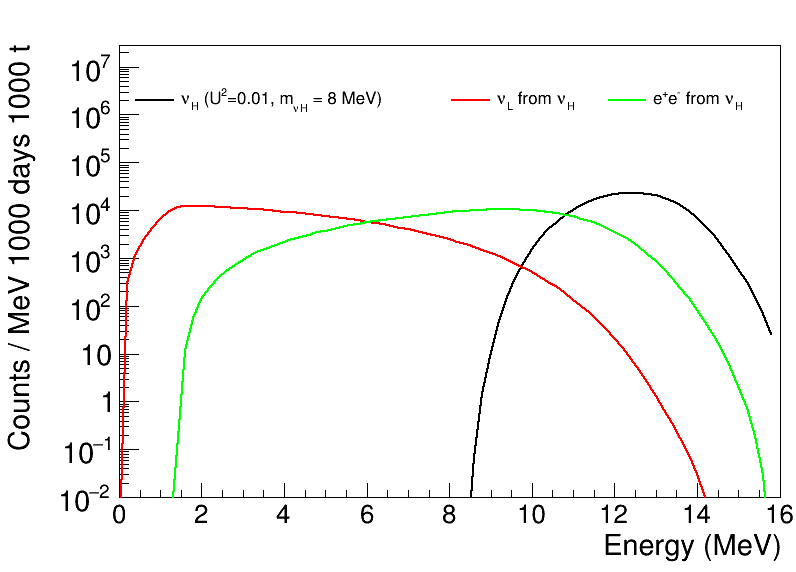 Counts / MeV 1000 days 1000 t
10⁷
10⁶
10⁵
10⁴
10³
10²
10
1
10⁻¹
10⁻²
ν_H (U²=0.01, m_νH = 8 MeV)
ν_L from ν_H
e⁺e⁻ from ν_H
0 2 4 6 8 10 12 14 16
Energy (MeV)